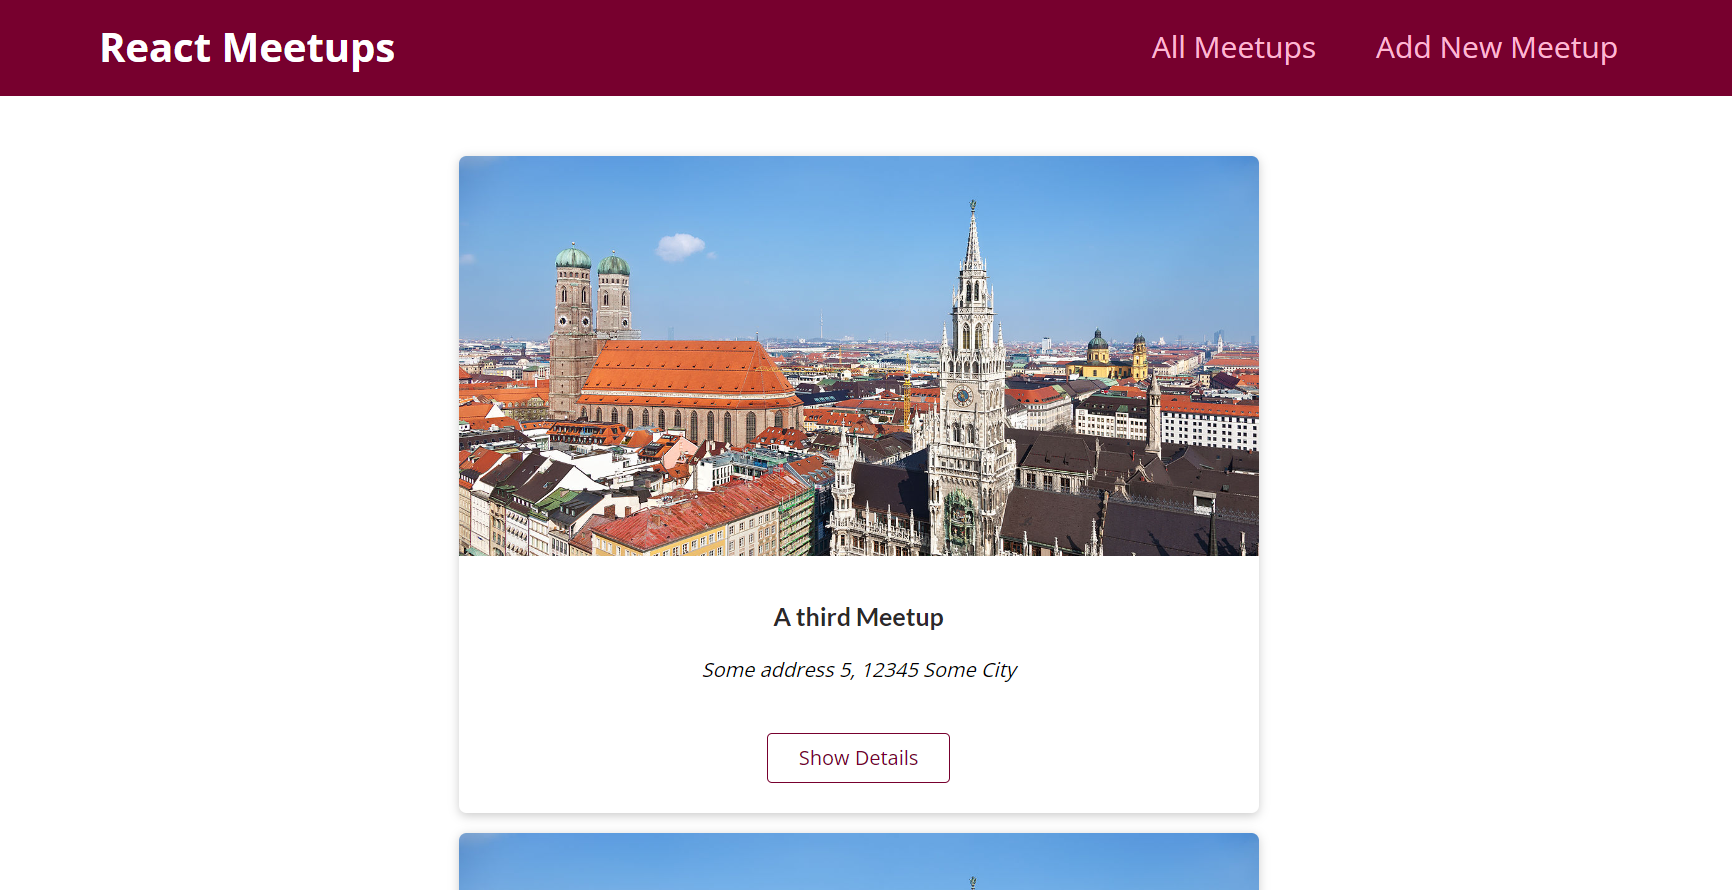 React Meetups
All Meetups
Add New Meetup
A third Meetup
Some address 5, 12345 Some City
Show Details